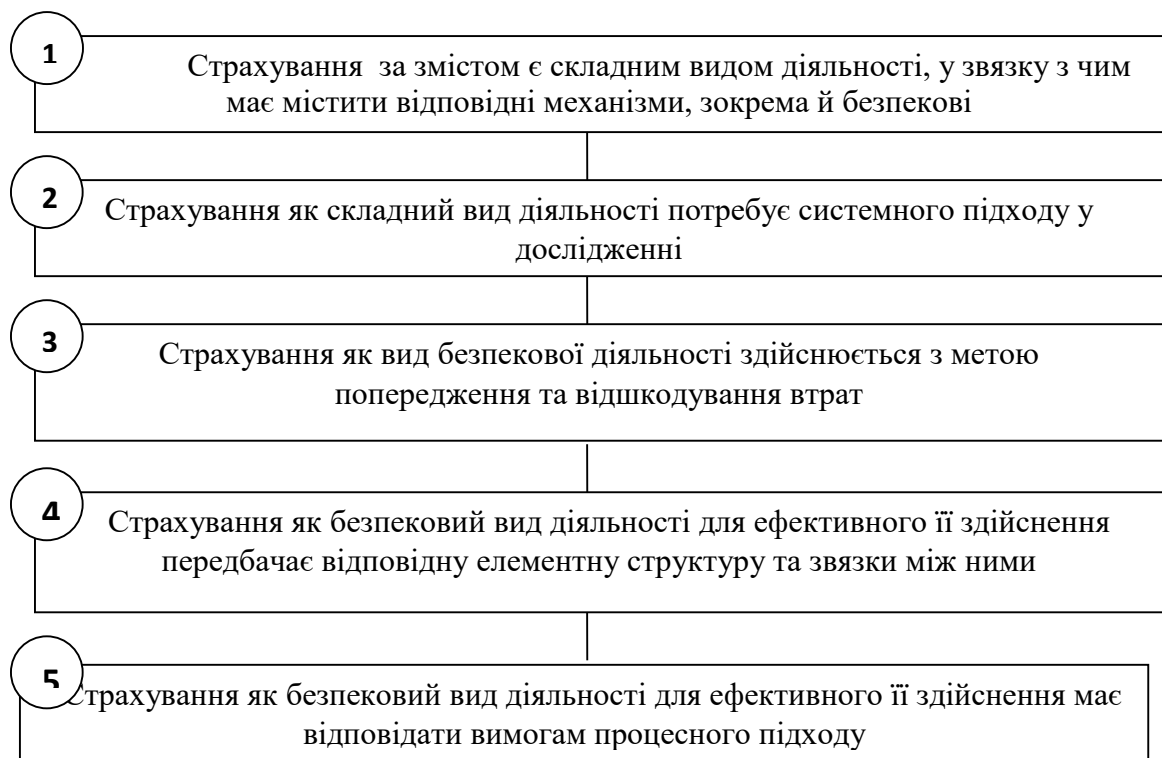 1
Страхування за змістом є складним видом діяльності, у звязку з чим
має містити відповідні механізми, зокрема й безпекові
2
Страхування як складний вид діяльності потребує системного підходу у
дослідженні
3
Страхування як вид безпекової діяльності здійснюється з метою
попередження та відшкодування втрат
4
Страхування як безпековий вид діяльності для ефективного її здійснення
передбачає відповідну елементну структуру та звязки між ними
5
Страхування як безпековий вид діяльності для ефективного її здійснення має
відповідати вимогам процесного підходу